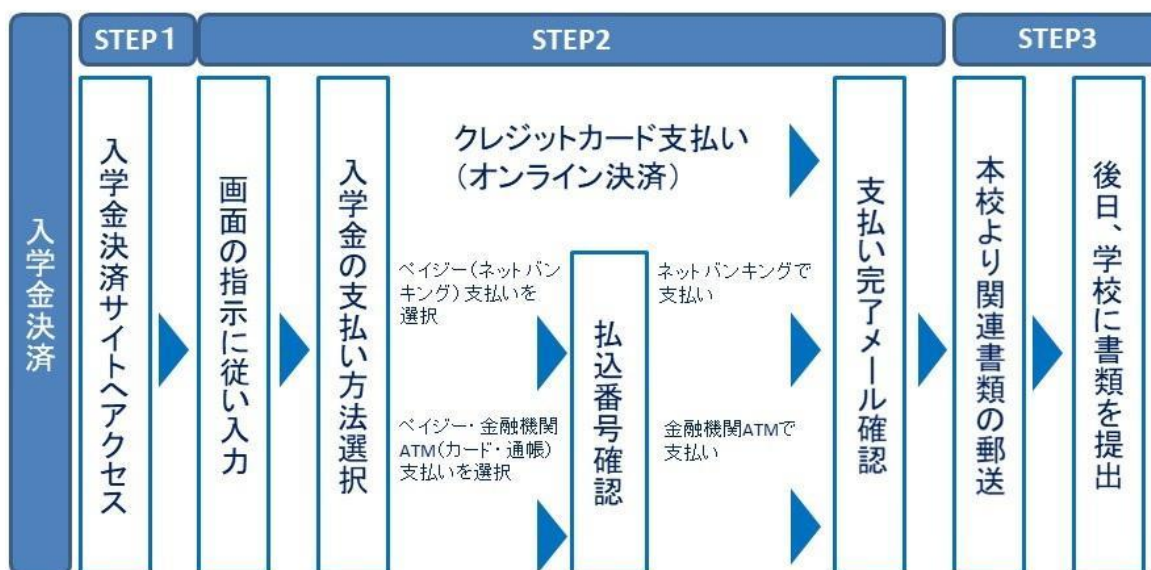 入学金決済
STEP1
STEP2
STEP3
入学金決済サイトへアクセス
画面の指示に従い入力
入学金の支払い方法選択
クレジットカード支払い
(オンライン決済)
ペイジー(ネットバン
キング)支払いを
選択
ペイジー・金融機関
ATM(カード・通帳)
支払いを選択
払込番号確認
ネットバンキングで
支払い
金融機関ATMで
支払い
支払い完了メール確認
本校より関連書類の郵送
後日、学校に書類を提出